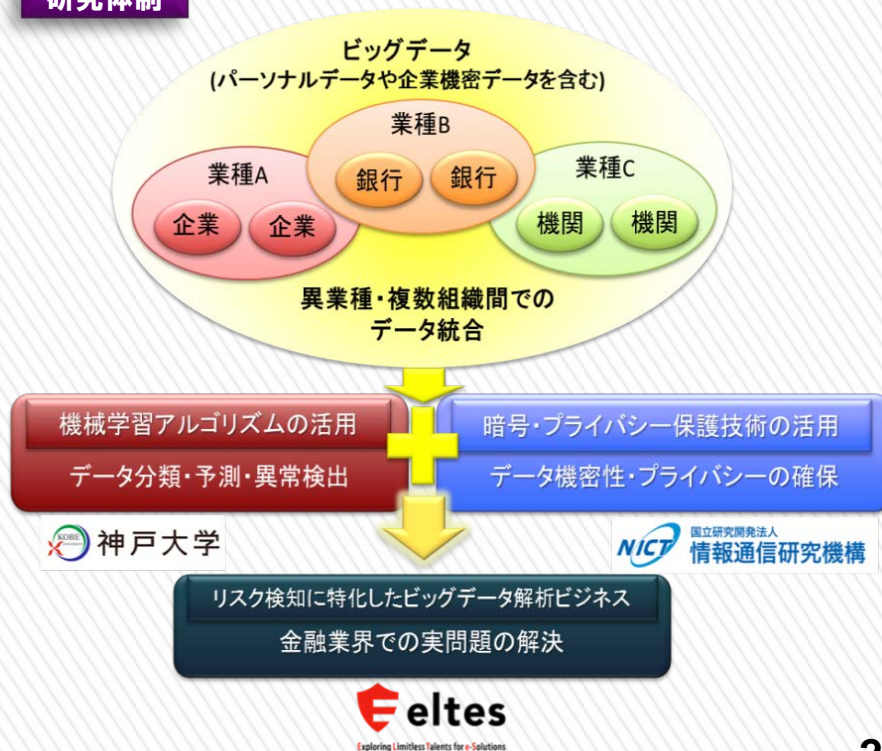 研究体制
ビッグデータ
(パーソナルデータや企業機密データを含む)
業種B
業種A
業種C
銀行 銀行
企業 企業
機関 機関
異業種・複数組織間での
データ統合
機械学習アルゴリズムの活用
データ分類・予測・異常検出
暗号・プライバシー保護技術の活用
データ機密性・プライバシーの確保
KOBE
神戸大学
NICT
国立研究開発法人
情報通信研究機構
リスク検知に特化したビッグデータ解析ビジネス
金融業界での実問題の解決
eltes
Exploring Limitless Talents for e-Solutions
2